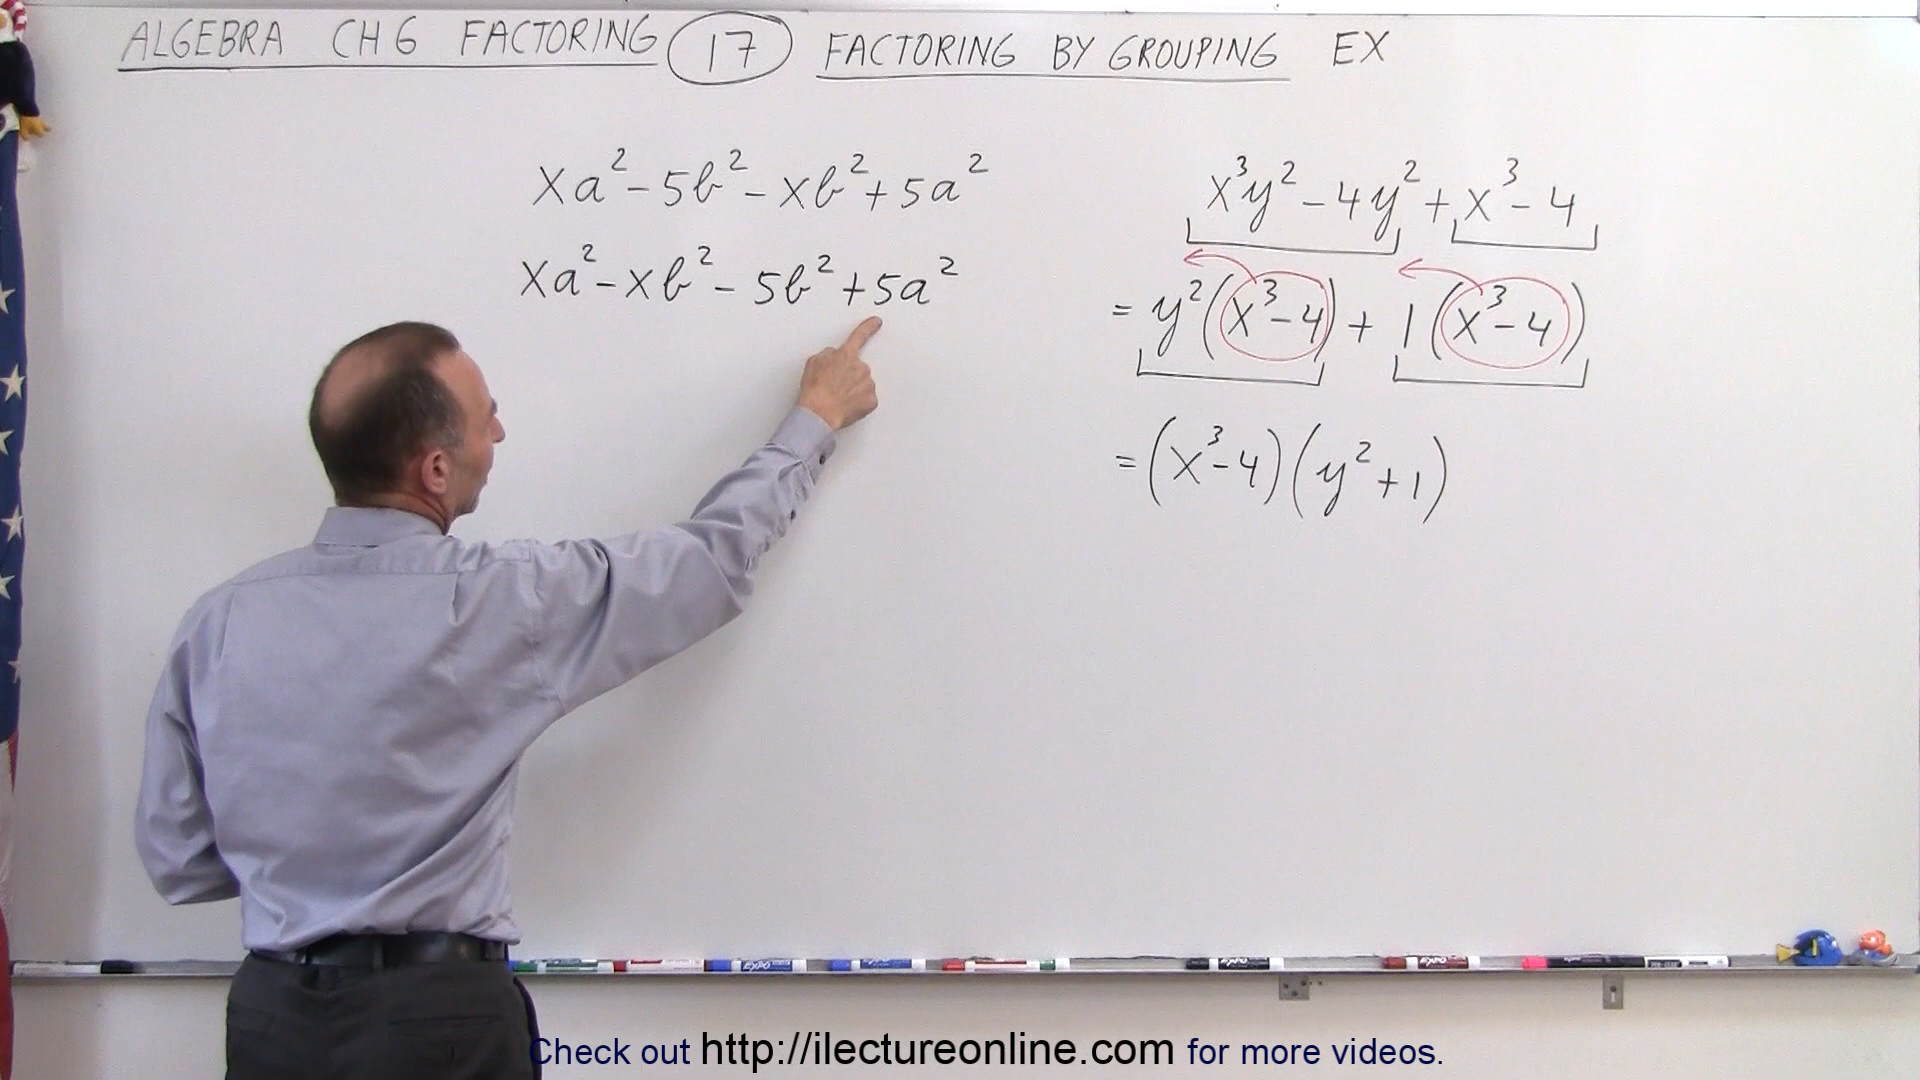 ALGEBRA CH 6 FACTORING 17 FACTORING BY GROUPING EX
xa² - 5b² - xb² + 5a²
xa² - xb² - 5b² + 5a²
x³y² - 4y² + x³ - 4
= y²(x³ - 4) + 1(x³ - 4)
= (x³ - 4)(y² + 1)
EXPO
Check out http://ilectureonline.com for more videos.